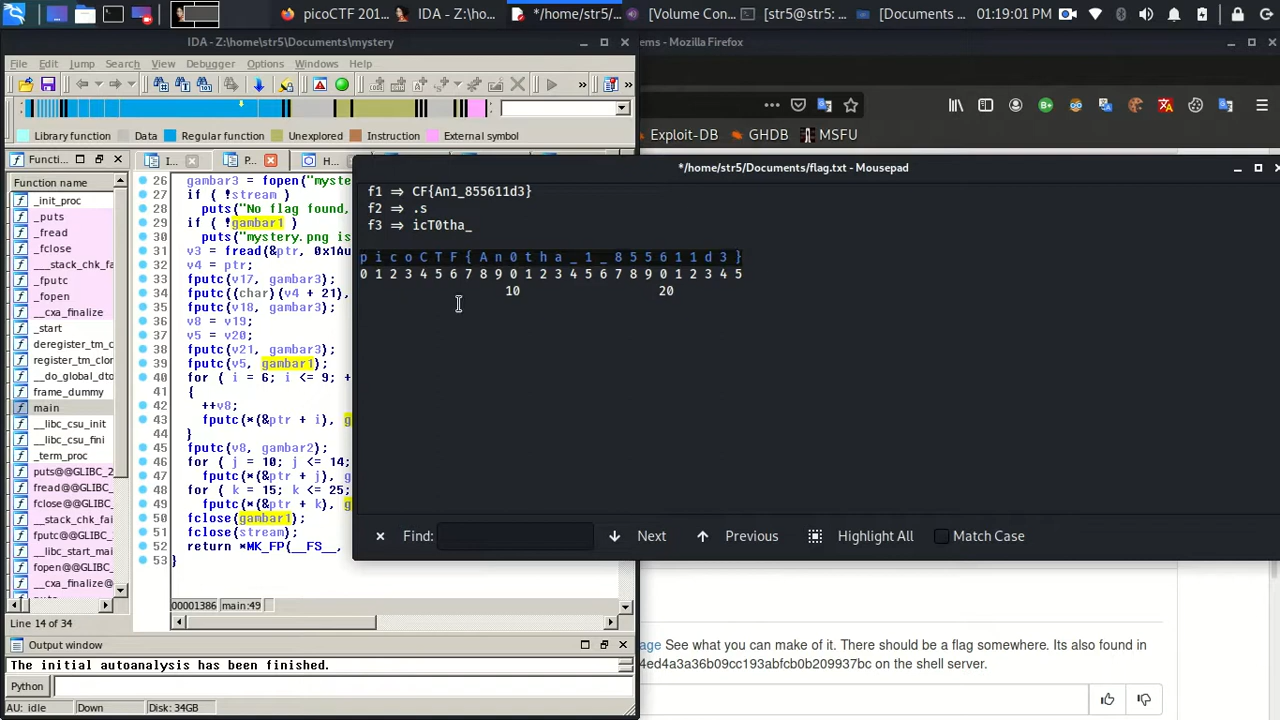 picoCTF 201...
IDA - Z:\ho...
*/home/str5/...
[Volume Con...
[str5@str5: ...
[Documents ...
01:19:01 AM
IDA - Z:\home\str5\Documents\mystery
ems - Mozilla Firefox
File Edit Jump Search View Debugger Options Windows Help
Library function Data Regular function Unexplored Instruction External symbol
Exploit-DB GHDB MSFU
Functi... I... P... H...
Function name
_init_proc
_puts
_fread
_fclose
___stack_chk_fa
_fputc
_fopen
__cxa_finalize
_start
deregister_tm_c
register_tm_clor
__do_global_dto
frame_dummy
main
__libc_csu_init
__libc_csu_fini
_term_proc
puts@@GLIBC_2
fread@@GLIBC_
fclose@@GLIBC_
__stack_chk_fai
fputc@@GLIBC_
__libc_start_mai
fopen@@GLIBC_
__cxa_finalize@
26 gambar3 = fopen("myste
27 if ( !stream )
28 puts("No flag found,
29 if ( !gambar1 )
30 puts("mystery.png is
31 v3 = fread(&ptr, 0x1Au
32 v4 = ptr;
33 fputc(v17, gambar3);
34 fputc((char)(v4 + 21),
35 fputc(v18, gambar3);
36 v8 = v19;
37 v5 = v20;
38 fputc(v21, gambar3);
39 fputc(v5, gambar1);
40 for ( i = 6; i <= 9; +
41 {
42 ++v8;
43 fputc(*(&ptr + i), g
44 }
45 fputc(v8, gambar2);
46 for ( j = 10; j <= 14;
47 fputc(*(&ptr + j), g
48 for ( k = 15; k <= 25;
49 fputc(*(&ptr + k), g
50 fclose(gambar1);
51 fclose(stream);
52 return *MK_FP(__FS__,
53 }
00001386 main:49
Line 14 of 34
Output window
The initial autoanalysis has been finished.
Python
AU: idle Down Disk: 34GB
*/home/str5/Documents/flag.txt - Mousepad
f1 => CF{An1_855611d3}
f2 => .s
f3 => icT0tha_
p i c o C T F { A n 0 t h a _ 1 _ 8 5 5 6 1 1 d 3 }
0 1 2 3 4 5 6 7 8 9 0 1 2 3 4 5 6 7 8 9 0 1 2 3 4 5
10 20
Find: Next Previous Highlight All Match Case
age See what you can make of it. There should be a flag somewhere. Its also found in
4ed4a3a36b09cc193abfcb0b209937bc on the shell server.